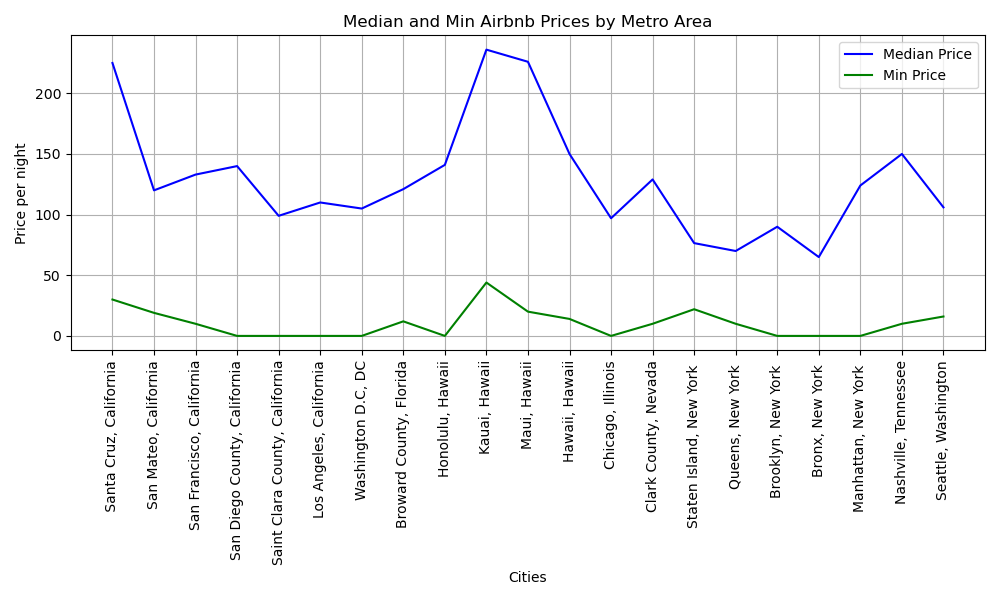 Median and Min Airbnb Prices by Metro Area
Median Price
Min Price
Price per night
200
150
100
50
0
Santa Cruz, California
San Mateo, California
San Francisco, California
San Diego County, California
Saint Clara County, California
Los Angeles, California
Washington D.C, DC
Broward County, Florida
Honolulu, Hawaii
Kauai, Hawaii
Maui, Hawaii
Hawaii, Hawaii
Chicago, Illinois
Clark County, Nevada
Staten Island, New York
Queens, New York
Brooklyn, New York
Bronx, New York
Manhattan, New York
Nashville, Tennessee
Seattle, Washington
Cities